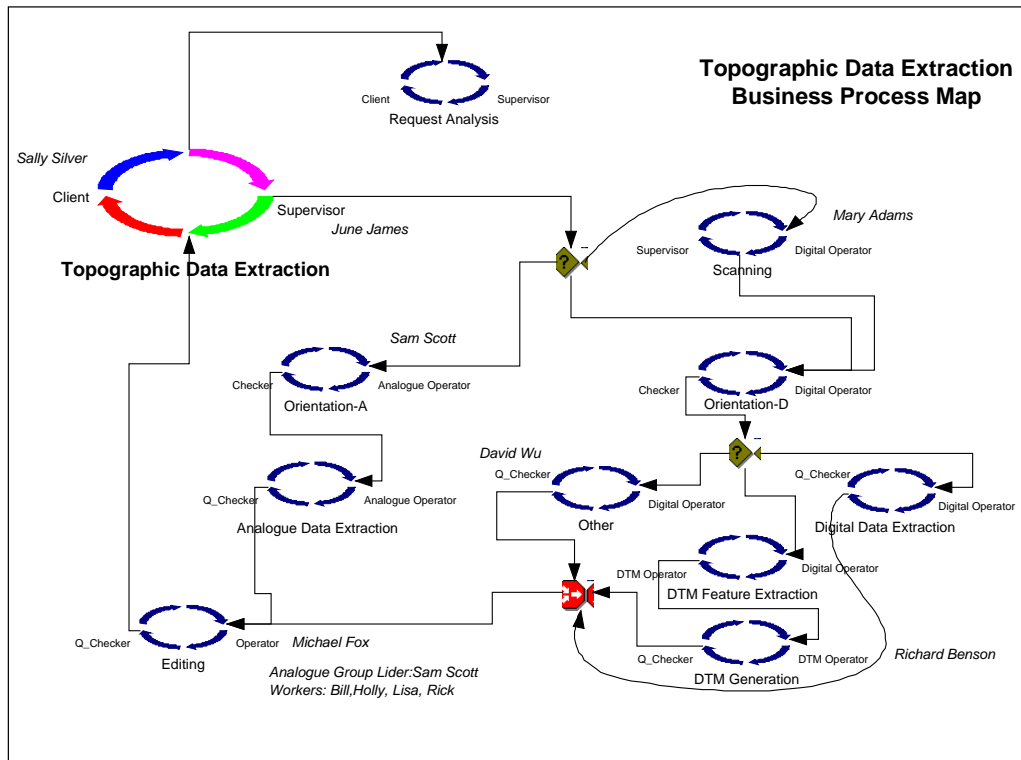 Topographic Data Extraction
Business Process Map
Client
Supervisor
Request Analysis
Sally Silver
Client
Supervisor
June James
Topographic Data Extraction
Mary Adams
Supervisor
Digital Operator
Scanning
?
Sam Scott
Checker
Analogue Operator
Orientation-A
Checker
Digital Operator
Orientation-D
?
David Wu
Q_Checker
Analogue Operator
Analogue Data Extraction
Q_Checker
Digital Operator
Other
Q_Checker
Digital Operator
Digital Data Extraction
DTM Operator
Digital Operator
DTM Feature Extraction
Q_Checker
DTM Operator
DTM Generation
Richard Benson
Q_Checker
Operator
Editing
Michael Fox
Analogue Group Lider:Sam Scott
Workers: Bill,Holly, Lisa, Rick